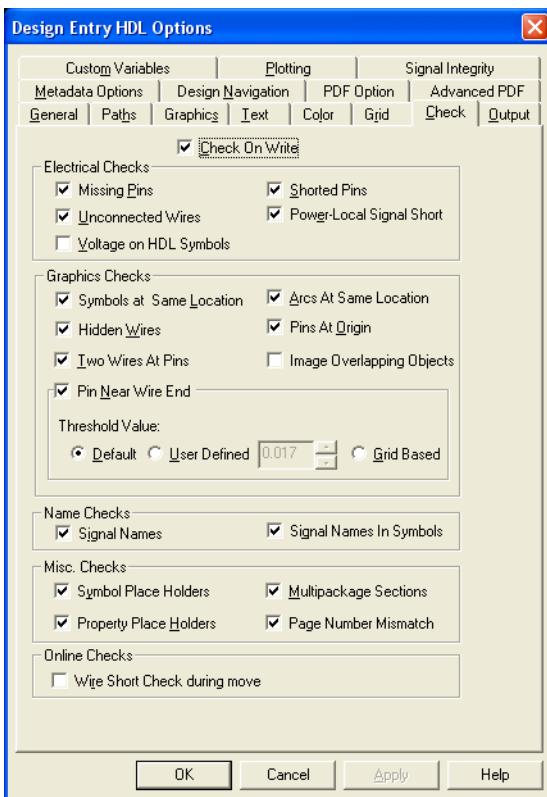 Design Entry HDL Options
Custom Variables Plotting Signal Integrity
Metadata Options Design Navigation PDF Option Advanced PDF
General Paths Graphics Text Color Grid Check Output
Check On Write
Electrical Checks
Missing Pins Shorted Pins
Unconnected Wires Power-Local Signal Short
Voltage on HDL Symbols
Graphics Checks
Symbols at Same Location Arcs At Same Location
Hidden Wires Pins At Origin
Two Wires At Pins Image Overlapping Objects
Pin Near Wire End
Threshold Value:
Default User Defined 0.017 Grid Based
Name Checks
Signal Names Signal Names In Symbols
Misc. Checks
Symbol Place Holders Multipackage Sections
Property Place Holders Page Number Mismatch
Online Checks
Wire Short Check during move
OK Cancel Apply Help